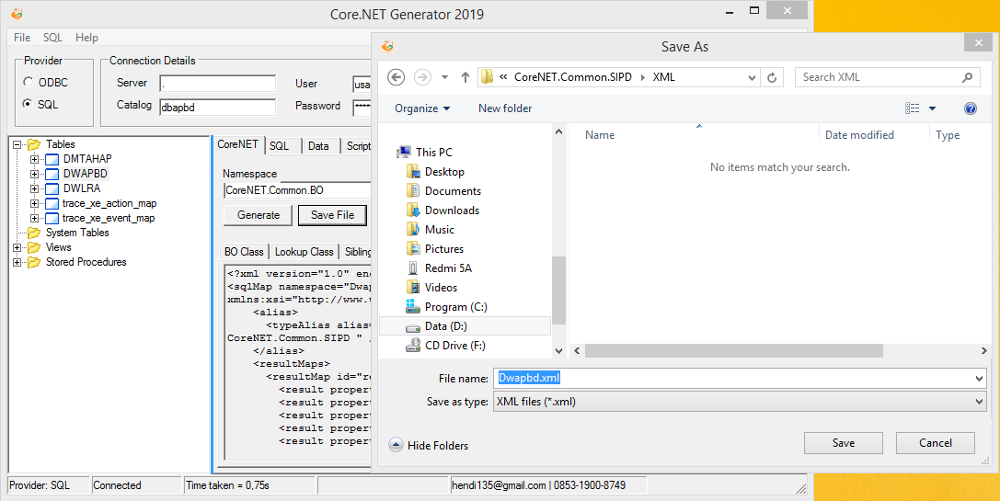 Core.NET Generator 2019
File SQL Help
Provider
ODBC
SQL
Connection Details
Server .
Catalog dbapbd
User
Password
Tables
DMTAHAP
DWAPBD
DWLRA
trace_xe_action_map
trace_xe_event_map
System Tables
Views
Stored Procedures
CoreNET SQL Data Script
Namespace
CoreNET.Common.BO
Generate Save File
BO Class Lookup Class Sibling
<?xml version="1.0"
<sqlMap namespace="Dwap
xmlns:xsi="http://www.
<alias>
<typeAlias alias=
CoreNET.Common.SIPD "
</alias>
<resultMaps>
<resultMap id="re
<result proper
<result proper
<result proper
<result proper
<result proper
Provider: SQL Connected Time taken = 0,75s hendi135@gmail.com | 0853-1900-8749
Save As
« CoreNET.Common.SIPD XML
Search XML
Organize New folder
This PC
Desktop
Documents
Downloads
Music
Pictures
Redmi 5A
Videos
Program (C:)
Data (D:)
CD Drive (F:)
Name Date modified Type
No items match your search.
File name: Dwapbd.xml
Save as type: XML files (*.xml)
Hide Folders
Save Cancel